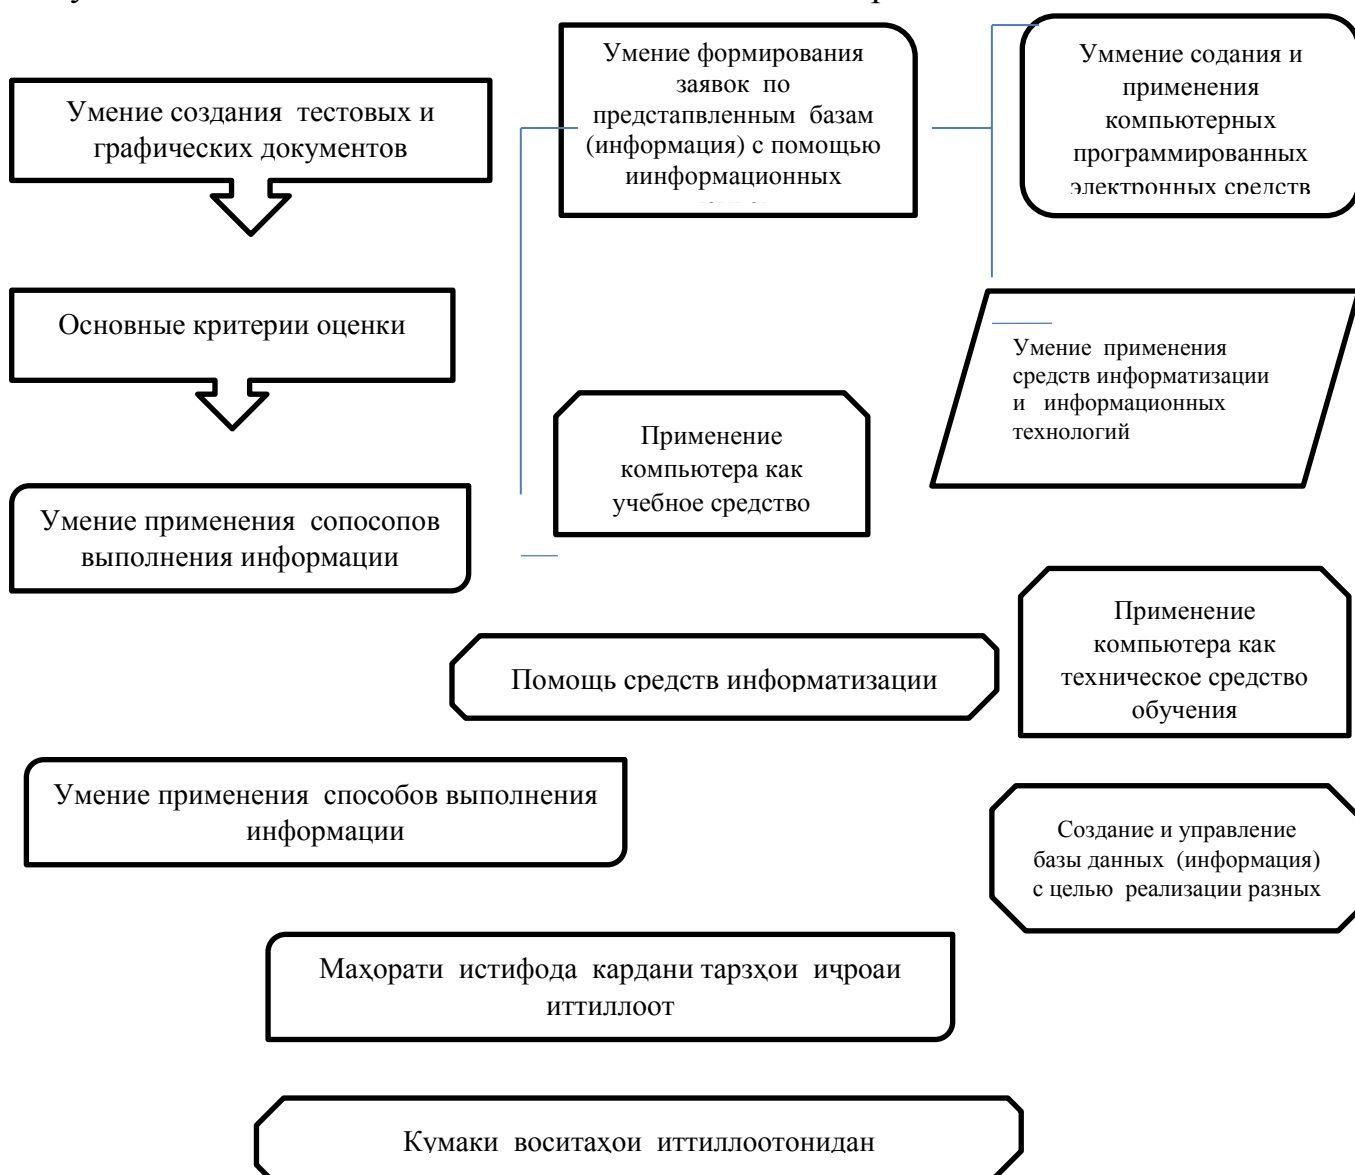 Умение создания тестовых и
графических документов
Умение формирования
заявок по
предстапвленным базам
(информация) с помощью
иинформационных
Уммение содания и
применения
компьютерных
программированных
электронных средств
Основные критерии оценки
Умение применения
средств информатизации
и информационных
технологий
Применение
компьютера как
учебное средство
Умение применения сопосопов
выполнения информации
Применение
компьютера как
техническое средство
обучения
Помощь средств информатизации
Умение применения способов выполнения
информации
Создание и управление
базы данных (информация)
с целью реализации разных
Маҳорати истифода кардани тарзҳои иҷроаи
иттиллоот
Кумаки воситаҳои иттиллоотонидан